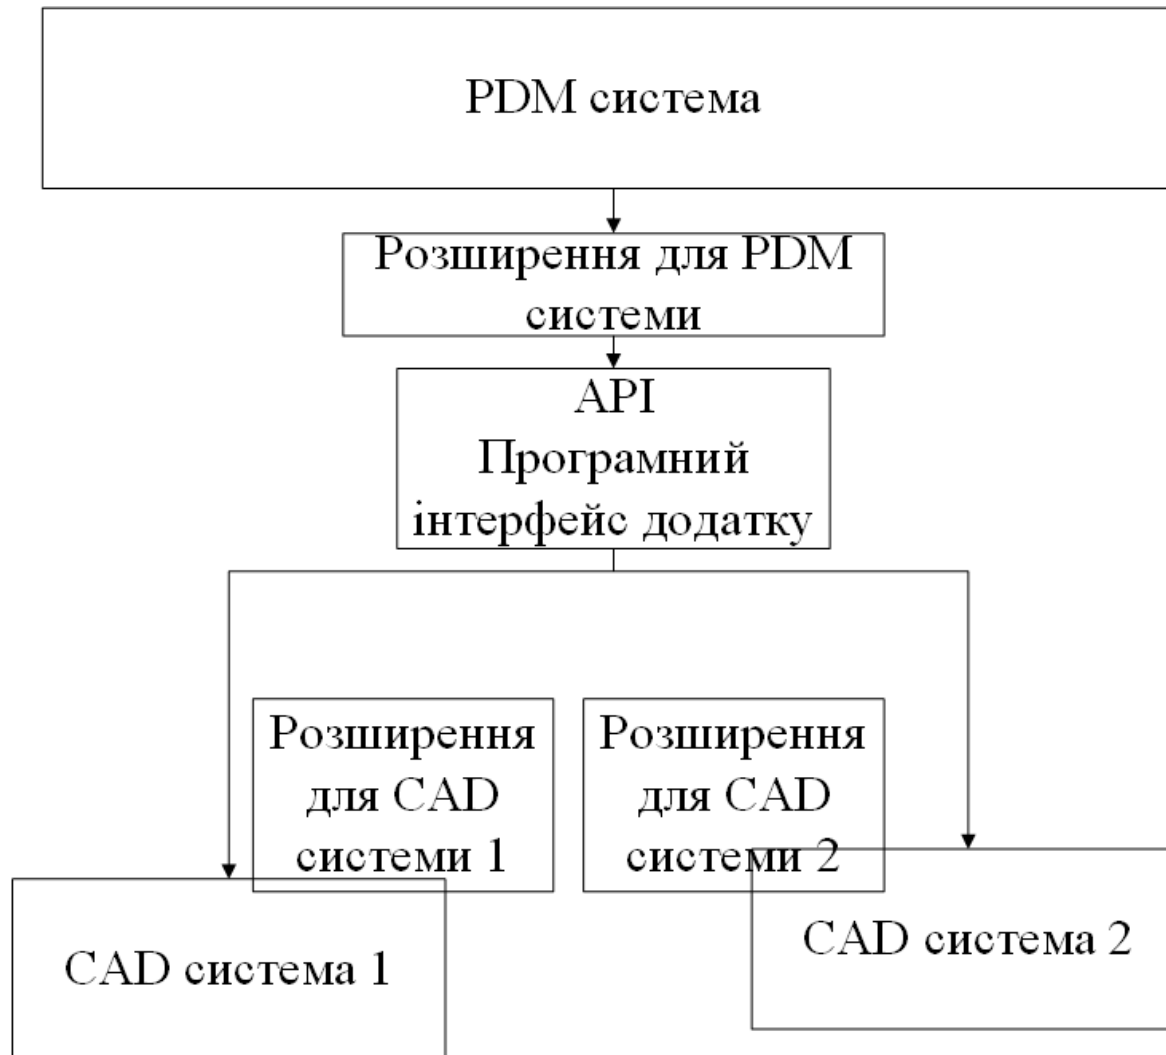 PDM система
Розширення для PDM
системи
API
Програмний
інтерфейс додатку
Розширення
для CAD
системи 1
Розширення
для CAD
системи 2
CAD система 1
CAD система 2